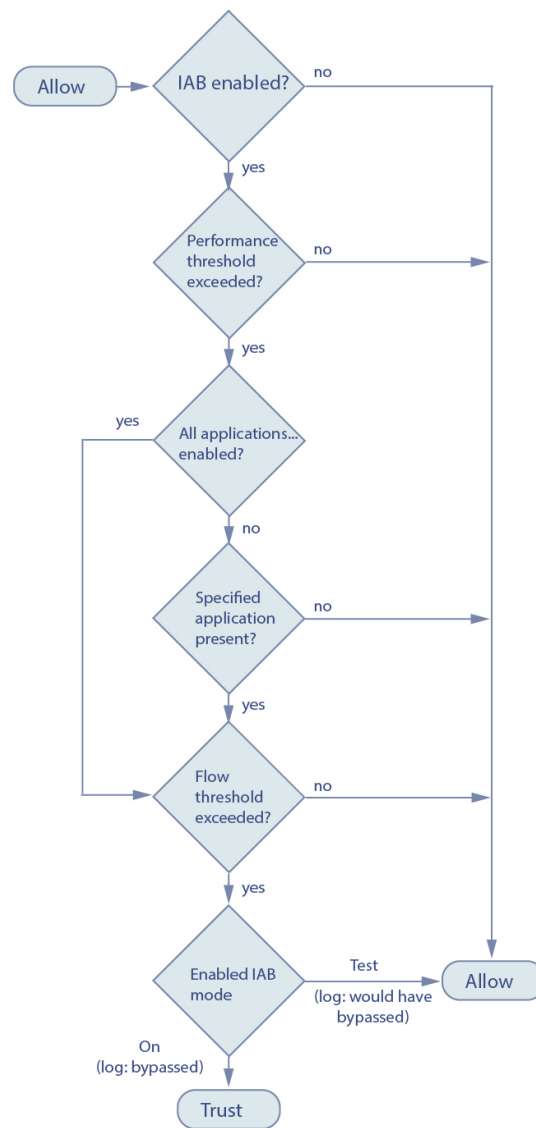 Allow
IAB enabled?
no
yes
Performance
threshold
exceeded?
no
yes
yes
All applications...
enabled?
no
Specified
application
present?
no
yes
Flow
threshold
exceeded?
no
yes
Enabled IAB
mode
Test
(log: would have
bypassed)
Allow
On
(log: bypassed)
Trust